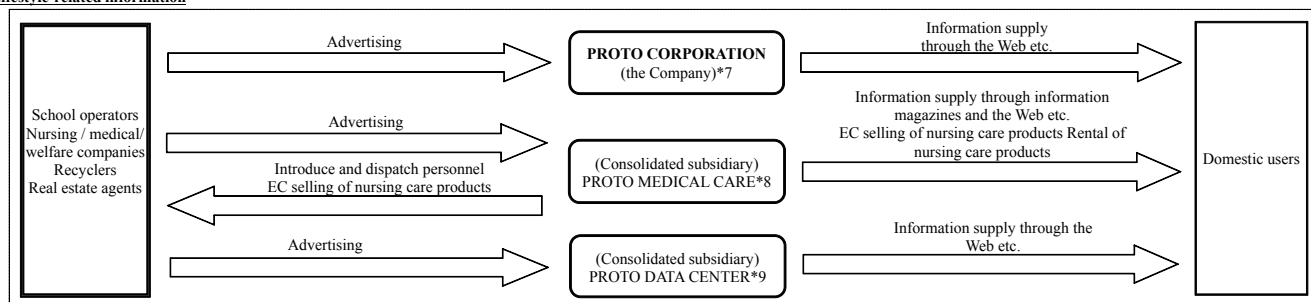 lifestyle-related information
Advertising
PROTO CORPORATION
(the Company)*7
Information supply
through the Web etc.
School operators
Nursing / medical/
welfare companies
Recyclers
Real estate agents
Advertising
Introduce and dispatch personnel
EC selling of nursing care products
(Consolidated subsidiary)
PROTO MEDICAL CARE*8
Information supply through information
magazines and the Web etc.
EC selling of nursing care products Rental of
nursing care products
Domestic users
Advertising
(Consolidated subsidiary)
PROTO DATA CENTER*9
Information supply through the
Web etc.